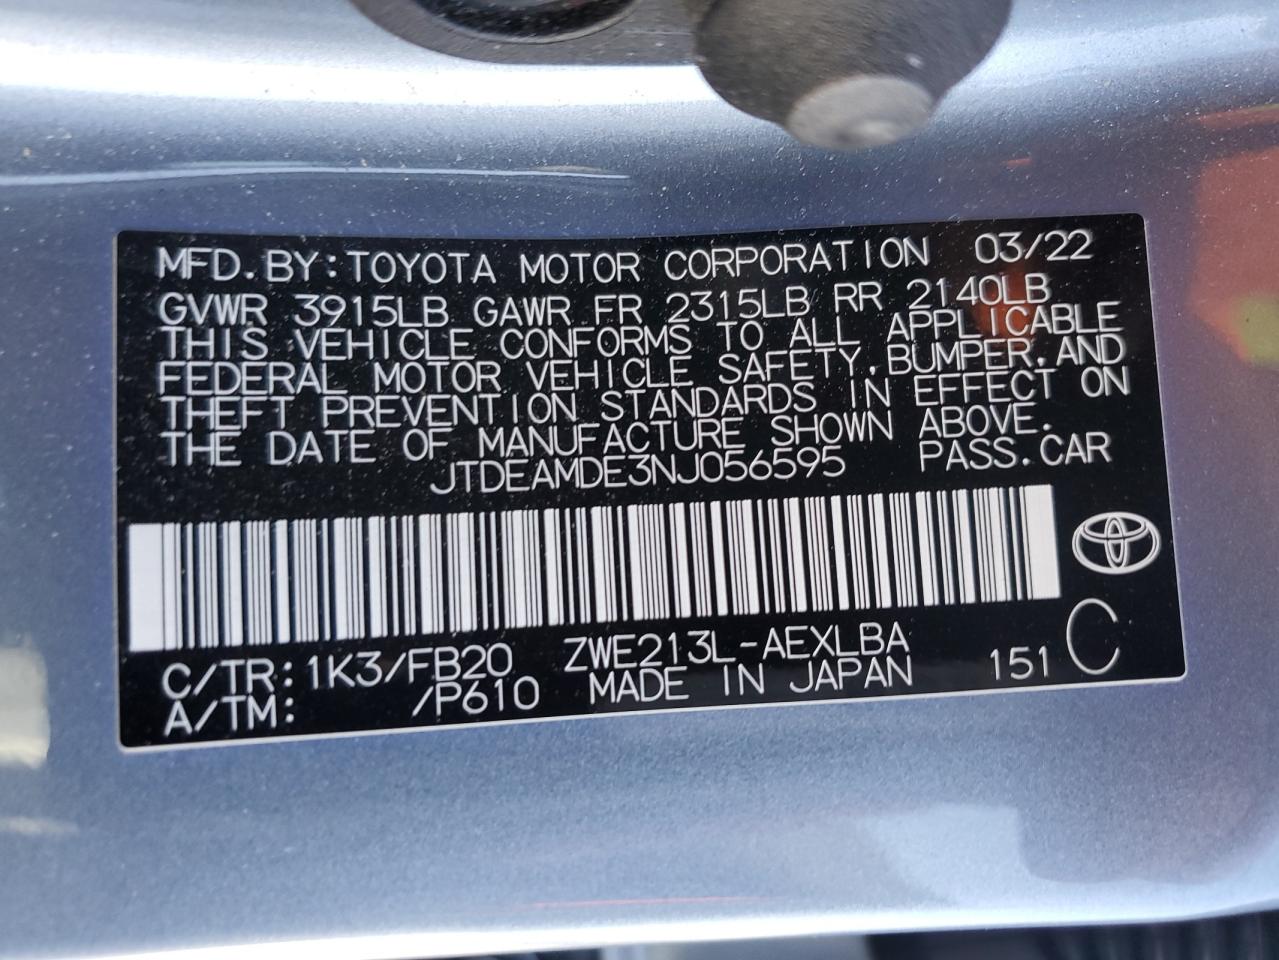 MFD.BY:TOYOTA MOTOR CORPORATION 03/22
GVWR 3915LB GAWR FR 2315LB RR 2140LB
THIS VEHICLE CONFORMS TO ALL APPLICABLE
FEDERAL MOTOR VEHICLE SAFETY,BUMPER,AND
THEFT PREVENTION STANDARDS IN EFFECT ON
THE DATE OF MANUFACTURE SHOWN ABOVE.
JTDEAMDE3NJ056595 PASS.CAR
C/TR:1K3/FB20 ZWE213L-AEXLBA
A/TM: /P610 MADE IN JAPAN 151 C